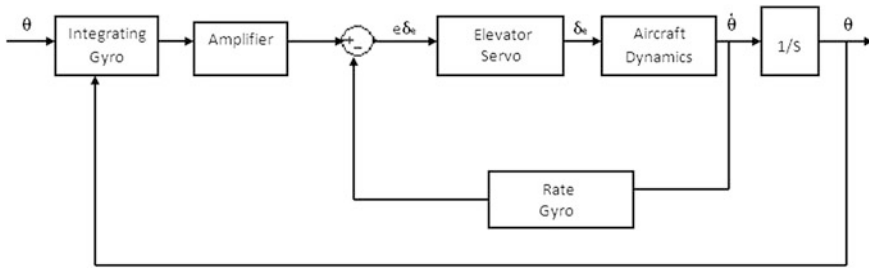 θ
Integrating
Gyro
Amplifier
+
-
eδₑ
Elevator
Servo
δₑ
Aircraft
Dynamics
θ̇
1/S
θ
Rate
Gyro